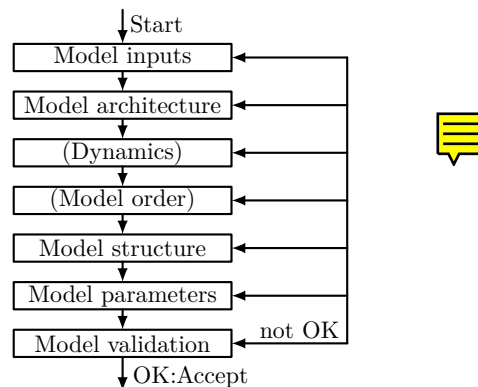 Start
Model inputs
Model architecture
(Dynamics)
(Model order)
Model structure
Model parameters
not OK
Model validation
OK:Accept